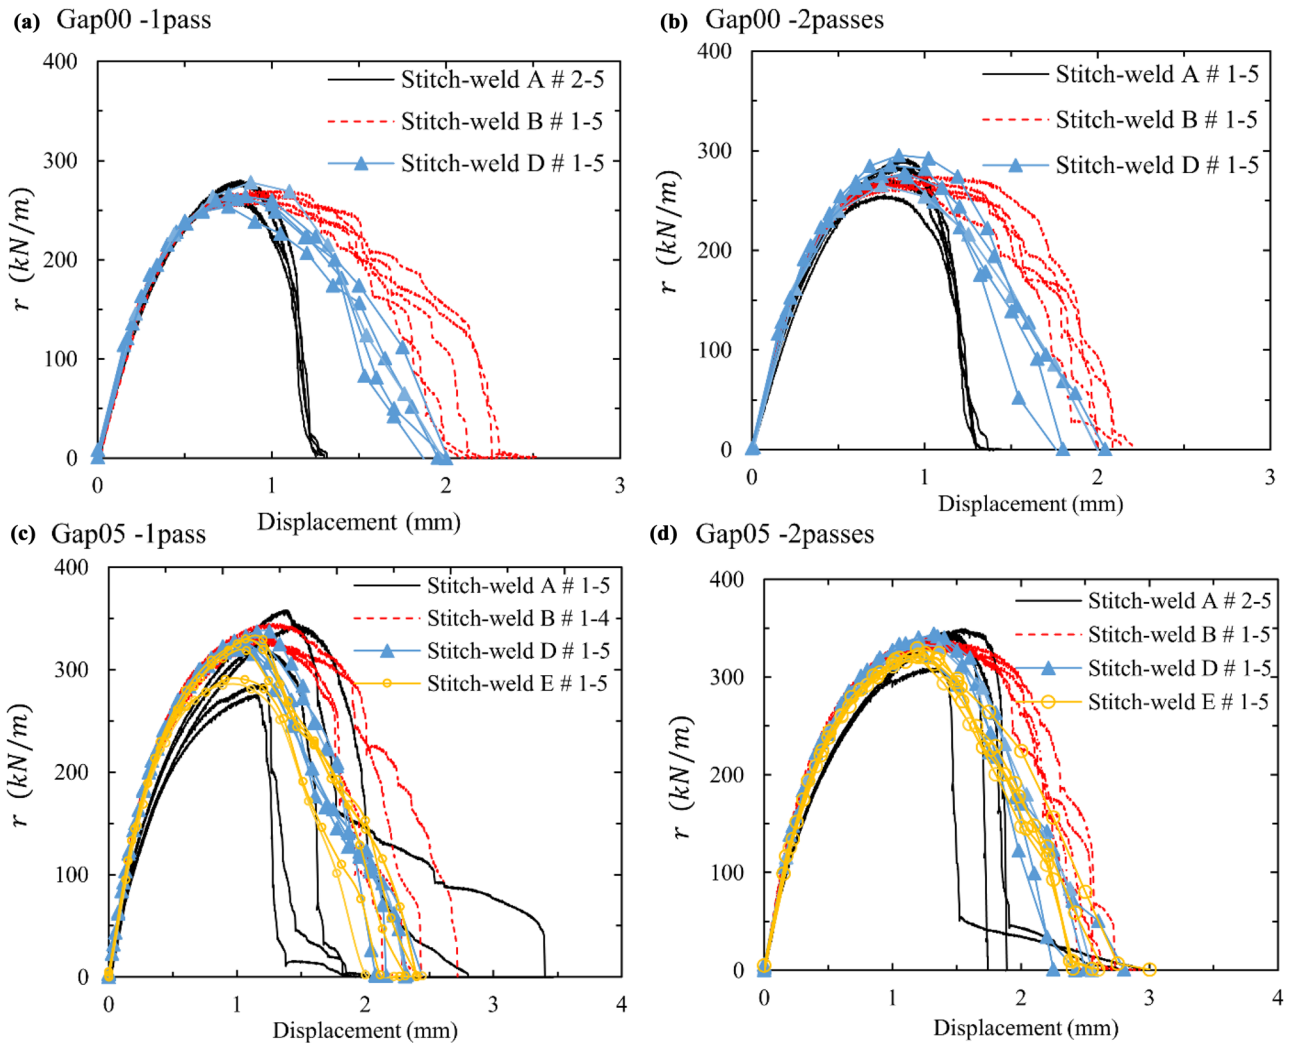 (a) Gap00 -1pass
400
300
200
100
0
r (kN/m)
Stitch-weld A # 2-5
Stitch-weld B # 1-5
Stitch-weld D # 1-5
0 1 2 3
Displacement (mm)
(b) Gap00 -2passes
400
300
200
100
0
r (kN/m)
Stitch-weld A # 1-5
Stitch-weld B # 1-5
Stitch-weld D # 1-5
0 1 2 3
Displacement (mm)
(c) Gap05 -1pass
400
300
200
100
0
r (kN/m)
Stitch-weld A # 1-5
Stitch-weld B # 1-4
Stitch-weld D # 1-5
Stitch-weld E # 1-5
0 1 2 3 4
Displacement (mm)
(d) Gap05 -2passes
400
300
200
100
0
r (kN/m)
Stitch-weld A # 2-5
Stitch-weld B # 1-5
Stitch-weld D # 1-5
Stitch-weld E # 1-5
0 1 2 3 4
Displacement (mm)